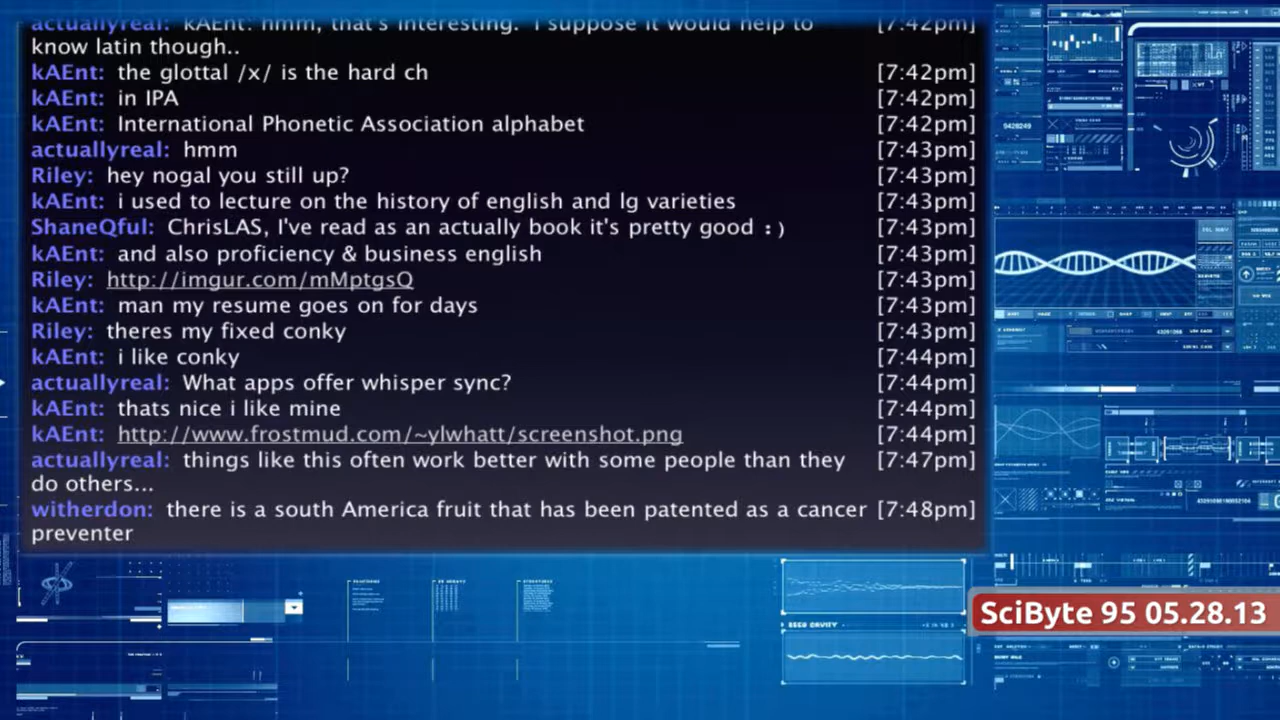 actuallyreal: kAEnt: hmm, that's interesting. I suppose it would help to [7:42pm]
know latin though..
kAEnt: the glottal /x/ is the hard ch [7:42pm]
kAEnt: in IPA [7:42pm]
kAEnt: International Phonetic Association alphabet [7:42pm]
actuallyreal: hmm [7:43pm]
Riley: hey nogal you still up? [7:43pm]
kAEnt: i used to lecture on the history of english and lg varieties [7:43pm]
ShaneQful: ChrisLAS, I've read as an actually book it's pretty good :) [7:43pm]
kAEnt: and also proficiency & business english [7:43pm]
Riley: http://imgur.com/mMptgsQ [7:43pm]
kAEnt: man my resume goes on for days [7:43pm]
Riley: theres my fixed conky [7:43pm]
kAEnt: i like conky [7:44pm]
actuallyreal: What apps offer whisper sync? [7:44pm]
kAEnt: thats nice i like mine [7:44pm]
kAEnt: http://www.frostmud.com/~ylwhatt/screenshot.png [7:44pm]
actuallyreal: things like this often work better with some people than they [7:47pm]
do others...
witherdon: there is a south America fruit that has been patented as a cancer [7:48pm]
preventer
9428249
SciByte 95 05.28.13